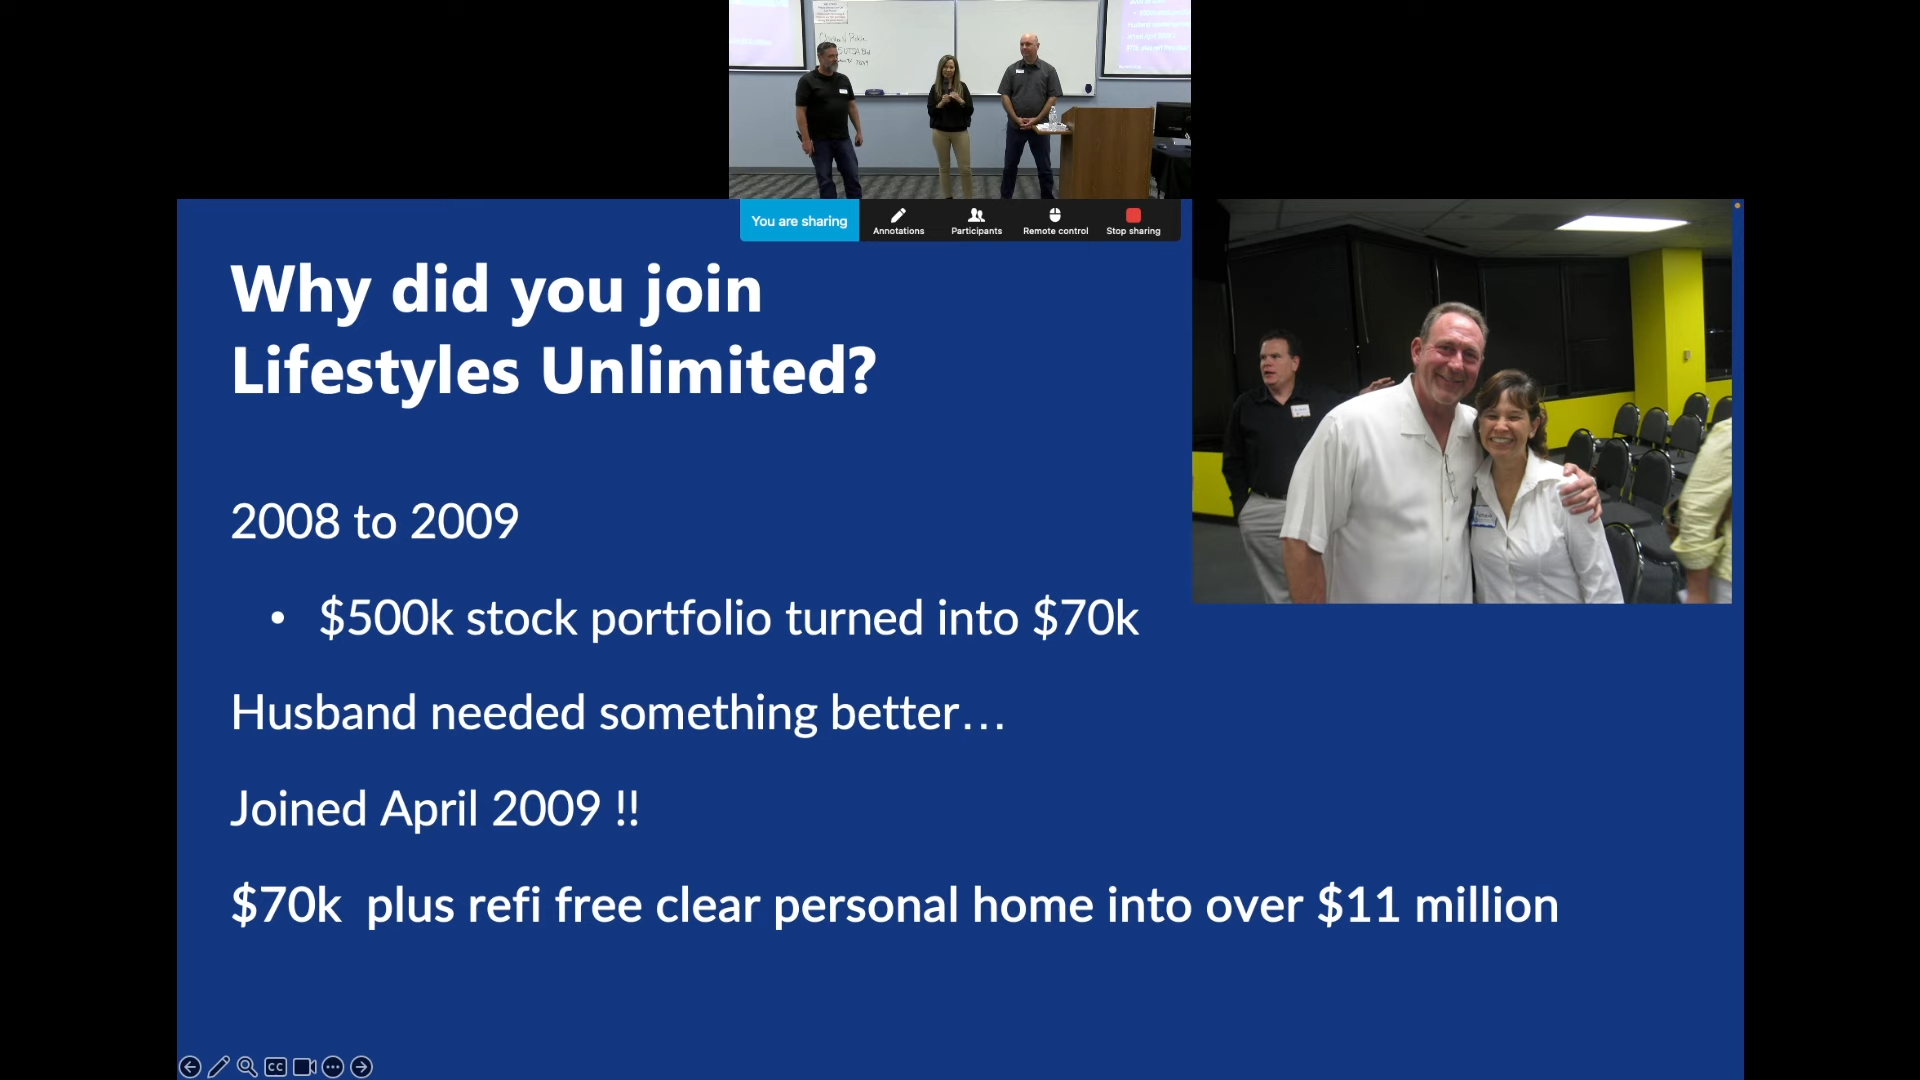 You are sharing
Annotations
Participants
Remote control
Stop sharing
Why did you join
Lifestyles Unlimited?
2008 to 2009
• $500k stock portfolio turned into $70k
Husband needed something better...
Joined April 2009 !!
$70k plus refi free clear personal home into over $11 million
CC